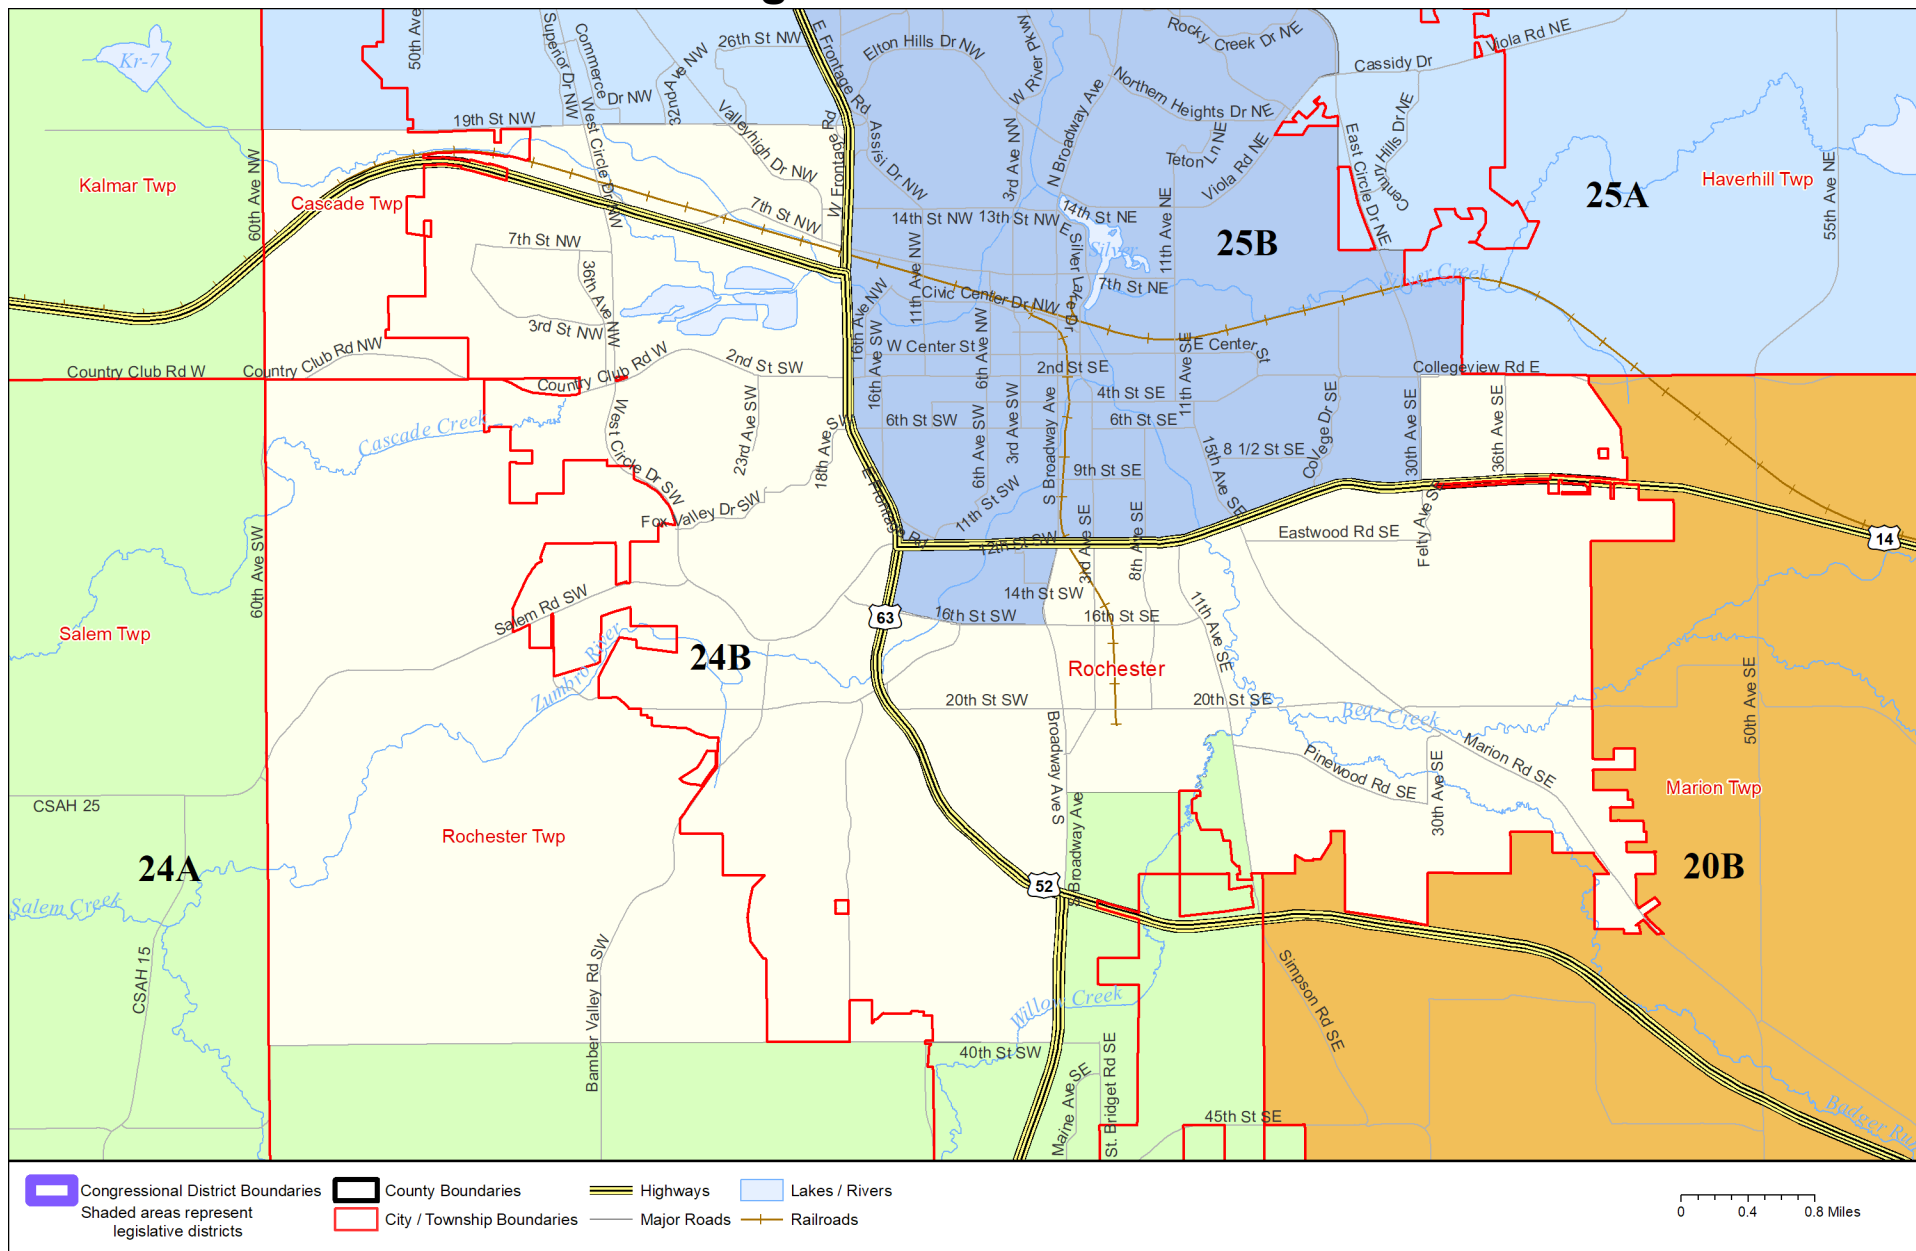 50th Ave
Superior Dr NW
Commerce
Dr NW
32nd Ave NW
26th St NW
E Frontage Rd
Elton Hills Dr NW
W River Pkwy
Rocky Creek Dr NE
Viola Rd NE
Cassidy Dr
Kr-7
19th St NW
West Circle Dr NW
Valleyhigh Dr NW
W Frontage Rd
Assisi Dr NW
3rd Ave NW
N Broadway Ave
Northern Heights Dr NE
Teton
Ln NE
Viola Rd NE
East Circle Dr NE
Century Hills Dr NE
55th Ave NE
Kalmar Twp
60th Ave NW
Cascade Twp
7th St NW
14th St NW
13th St NW
14th St NE
11th Ave NE
25A
Haverhill Twp
7th St NW
36th Ave NW
11th Ave NW
E Silver Lake Dr
Silver
25B
Silver Creek
7th St NE
16th Ave NW
Civic Center Dr NW
3rd St NW
W Center St
6th Ave NW
E Center St
11th Ave SE
Country Club Rd W
Country Club Rd NW
Country Club Rd W
2nd St SW
16th Ave SW
2nd St SE
Collegeview Rd E
4th St SE
Cascade Creek
West Circle Dr SW
23rd Ave SW
18th Ave SW
6th St SW
6th Ave SW
3rd Ave SW
S Broadway Ave
6th St SE
15th Ave SE
8 1/2 St SE
College Dr SE
30th Ave SE
36th Ave SE
9th St SE
Fox Valley Dr SW
E Frontage Rd
11th St SW
12th St SW
3rd Ave SE
8th Ave SE
Eastwood Rd SE
Felty Ave SE
14
60th Ave SW
Salem Rd SW
63
14th St SW
16th St SW
16th St SE
11th Ave SE
Salem Twp
Zumbro River
24B
Rochester
20th St SW
20th St SE
Bear Creek
50th Ave SE
Broadway Ave S
Pinewood Rd SE
Marion Rd SE
30th Ave SE
Marion Twp
CSAH 25
Rochester Twp
S Broadway Ave
24A
52
20B
Salem Creek
CSAH 15
Bamber Valley Rd SW
Simpson Rd SE
Willow Creek
40th St SW
Maine Ave SE
St. Bridget Rd SE
45th St SE
Badger Run
Congressional District Boundaries
County Boundaries
Highways
Lakes / Rivers
Shaded areas represent
legislative districts
City / Township Boundaries
Major Roads
Railroads
0 0.4 0.8 Miles